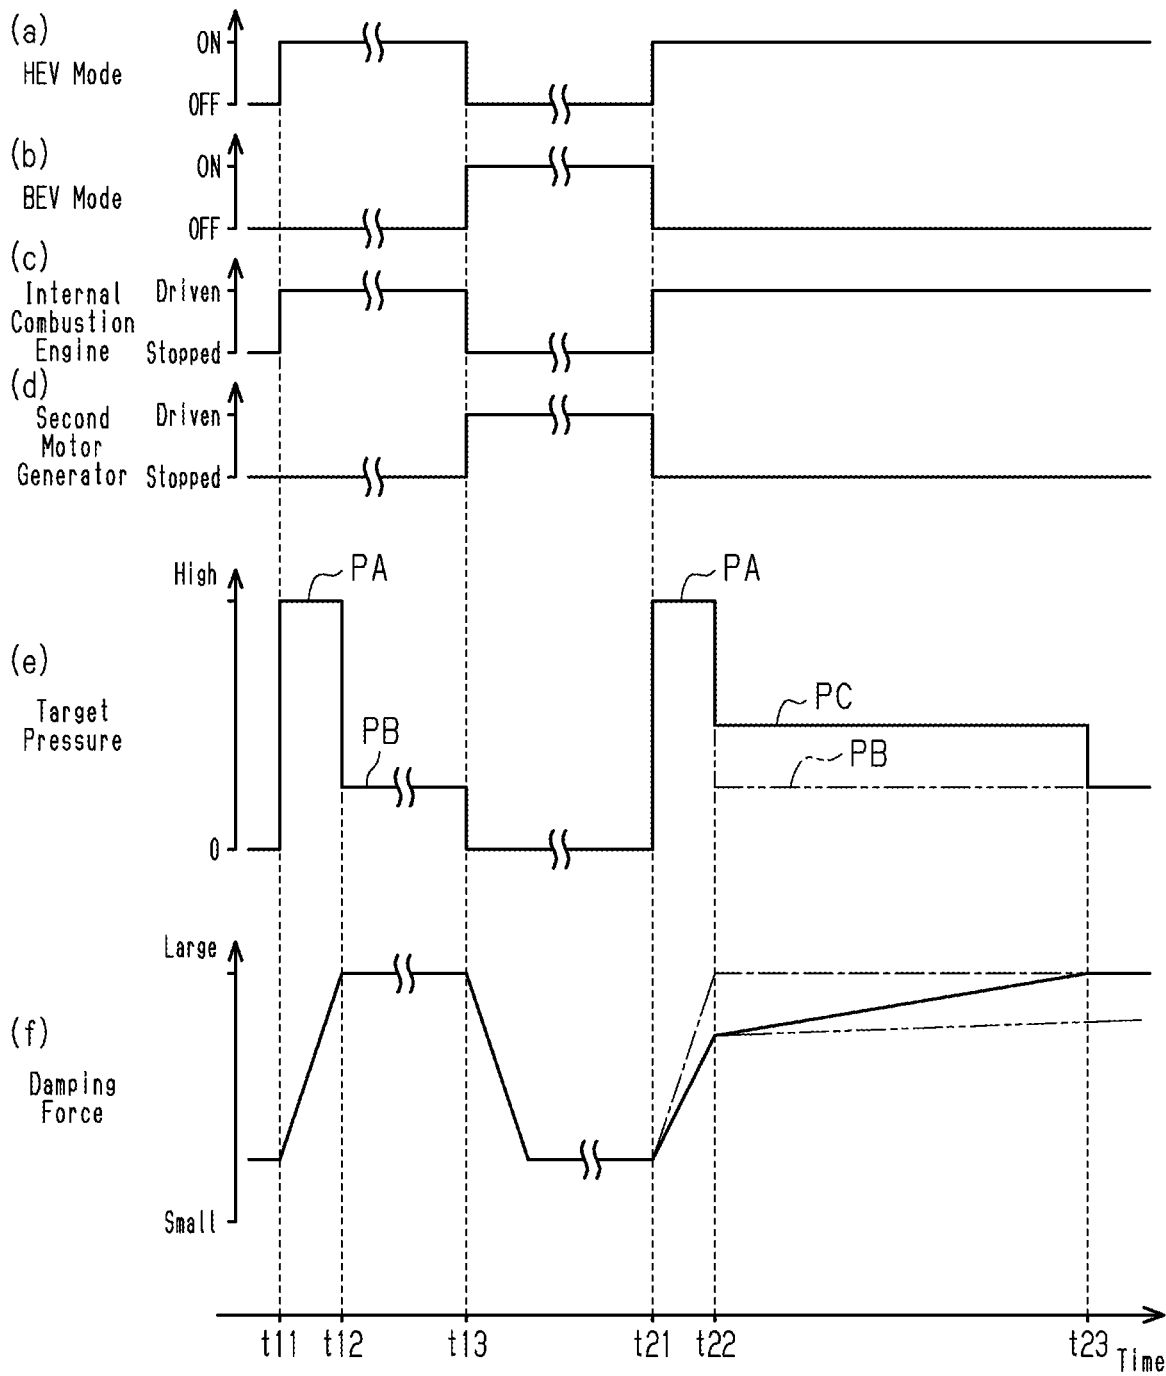 (a)
HEV Mode
ON
OFF
(b)
BEV Mode
ON
OFF
(c)
Internal
Combustion
Engine
Driven
Stopped
(d)
Second
Motor
Generator
Driven
Stopped
(e)
Target
Pressure
High
0
PA
PB
PA
PC
PB
(f)
Damping
Force
Large
Small
t11 t12 t13 t21 t22 t23 Time